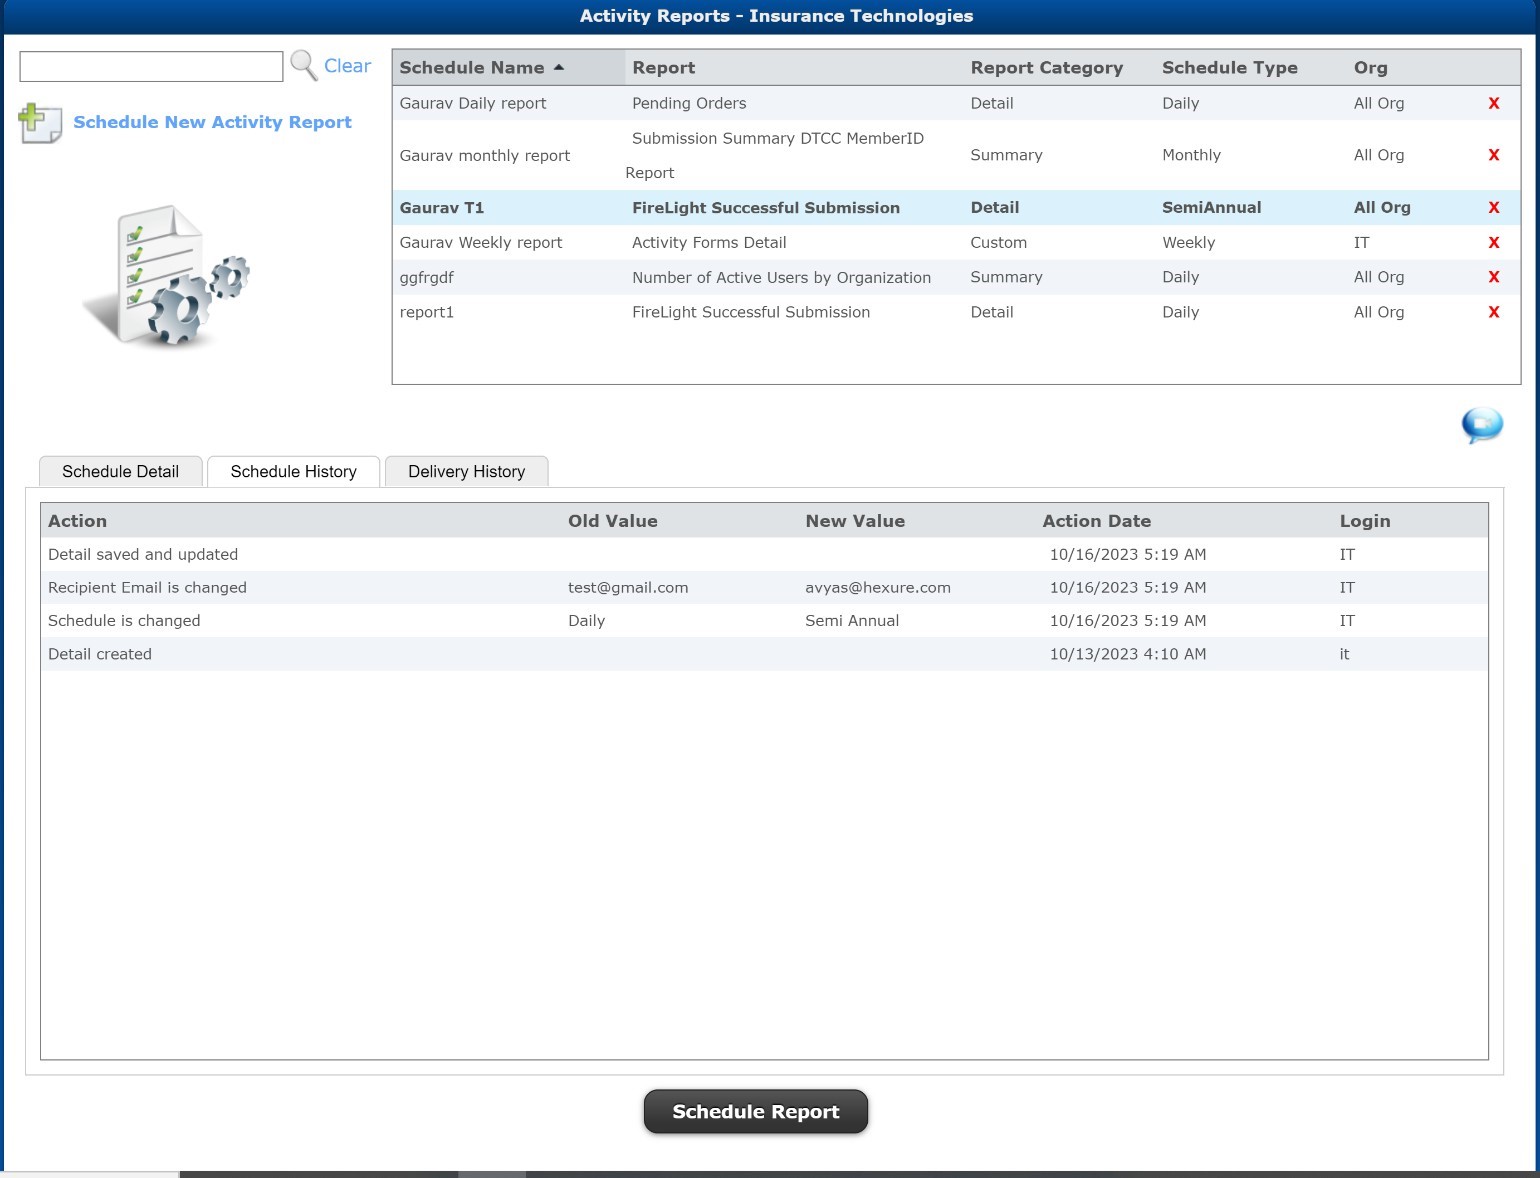 Activity Reports - Insurance Technologies
Clear
Schedule New Activity Report
Schedule Name Report Report Category Schedule Type Org
Gaurav Daily report Pending Orders Detail Daily All Org X
Gaurav monthly report Submission Summary DTCC MemberID Report Summary Monthly All Org X
Gaurav T1 FireLight Successful Submission Detail SemiAnnual All Org X
Gaurav Weekly report Activity Forms Detail Custom Weekly IT X
ggfrgdf Number of Active Users by Organization Summary Daily All Org X
report1 FireLight Successful Submission Detail Daily All Org X
Schedule Detail Schedule History Delivery History
Action Old Value New Value Action Date Login
Detail saved and updated 10/16/2023 5:19 AM IT
Recipient Email is changed test@gmail.com avyas@hexure.com 10/16/2023 5:19 AM IT
Schedule is changed Daily Semi Annual 10/16/2023 5:19 AM IT
Detail created 10/13/2023 4:10 AM it
Schedule Report